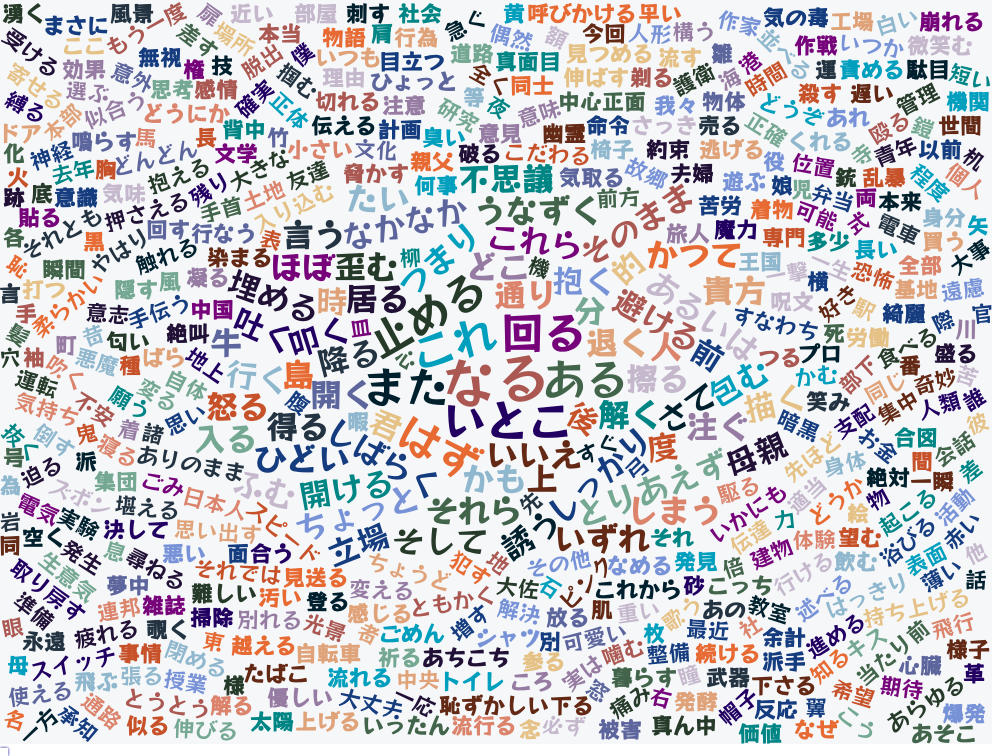 湧く まさに 風景 もう一度 扉 近い 部屋 刺す 社会 急ぐ 黄 呼びかける 早い 作家 気の毒 工場 白い 崩れる
受ける ここ 差す 場所 本当 僕 物語 肩 行為 偶然 額 今回 人形 構う 並べる 作戦 いつか 微笑む
寄せる 効果 意外 無視 権 技 脱出 掴む いつも 目立つ 道路 真面目 見つめる 流す 雛 海 港 時間 運 責める 駄目 短い
縛る 選ぶ 似合う 思考 感情 確実 正体 理由 ひょっと 全く 同士 伸ばす 剃る 護衛 どうぞ 殺す 遅い 管理 機関
ドア 本部 どうにか 切れる 注意 研究 等 夜 意味 中心 正面 我々 物体 正確 あれ 殴る 鎧 世間
化 神経 鳴らす 馬 長 背中 竹 伝える 計画 臭い 意見 幽霊 命令 さっき 売る くれる 寺 青年 以前 机
火 去年 胸 どんどん 文学 大きな 小さい 文化 親父 破る こだわる 椅子 約束 逃げる 役 位置 銃 乱暴 程度 個人
跡 底 意識 気味 抱える 残り 友達 脅かす 何事 不思議 気取る 故郷 夫婦 遊ぶ 娘 児 弁当 両 本来
貼る 押さえる 手首 土地 入り込む たい うなずく 前方 苦労 着物 可能 冬 電車 身分 矢
各 それとも 黒 やはり 回す 行なう 表 言う なかなか これら そのまま 旅人 魔力 専門 多少 長い 買う 大事
恥 瞬間 触れる 染まる ほぼ 歪む 柳 つまり どこ 機 抱く 的 かつて 王国 一撃 一生 恐怖 全部
言 打つ 柔らかい 隠す 風 凝る 埋める 時 居る 止める 通り 分 避ける あるいは 貴方 呪文 横 好き 駅 基地 遠慮
手 意志 手伝う 中国 吐く 叩く 目 心 これ 回る 退く 人 前 すなわち 死 労働 綺麗 際 官
髪 町 昔 匂い 絶叫 牛 降る また なる ある 擦る 包む つる プロ 食べる 番 盛る 川
穴 袖 吹く 悪魔 種 ばら 地上 行く 島 開く 腹 いとこ 後 解く さて 描く かむ 部下 同じ 奇妙 苦
運転 気持ち 不安 願う 空る 自体 思い 怒る 得る 暇 君 はず いいえ すぐ 注ぐ 笑み 暗黒 支配 集中 人類 誰
技 倒す 鬼 寝る 着 諸 入る しばらく ひどい かも 上 しっかり 弓 度 母親 先ほど お金 合図 会話 彼
号 迫る 派 ありのまま ふむ 開ける とく それら 先 とりあえず 駆る 身体 絶対 間 一瞬 差
為 電気 ズボン 集団 ごみ 日本人 スピード ちょっと 誘う しまう いかにも 適当 どうか 物 起こる 活動
岩 実験 堪える 決して 思い出す 立場 そして いずれ それ 伝達 力 絵 浴びる 赤い
同 空く 発生 息 尋ねる 悪い 面合う ちょうど 犯す 地 その他 なめる 発見 倍 建物 体験 望む 表面 他
取り戻す 生意気 夢中 それでは 見送る 変える 大佐 石 ピンク これから 砂 こっち 行ける 飲む 薄い 話
準備 連邦 雑誌 難しい 汚い 登る 感じる ともかく 増す 解決 放る 肌 重い 歌う あの 教室 述べる はっきり 持ち上げる
眼 永遠 疲れる 覗く 掃除 別れる 光景 者 ごめん シャツ 別 可愛い 枚 最近 社 余計 進める キス 当たり前 飛行
母 スイッチ 事情 閉める 東 越える 自転車 祈る あちこち 参る 実は 噛む 整備 続ける 派手 知る 心臓 様子
使える 飛ぶ 張る 授業 様 たばこ 流れる 中央 トイレ ころ 窓 暮らす 瞳 武器 下さる 希望 期待 革
名 一方 承知 通路 とうとう 解る 優しい 大丈夫 一応 恥ずかしい 下る 痛み 右 発酵 帽子 反応 翼 あらゆる 爆発
似る 伸びる 太陽 上げる いったん 流行る 念 必ず 被害 真ん中 価値 なぜ こう あそこ